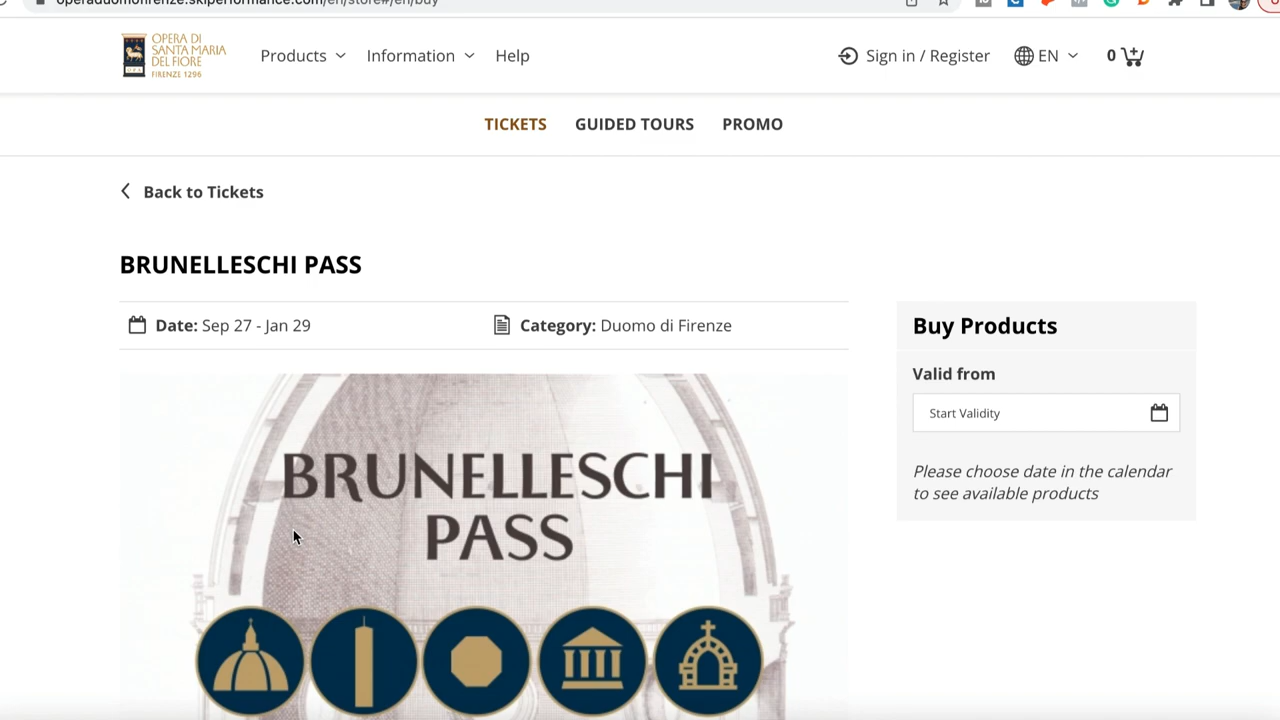 operaduomofirenze.skiperformance.com/en/store#/en/buy
OPERA DI
SANTA MARIA
DEL FIORE
FIRENZE 1296
Products
Information
Help
Sign in / Register
EN
0
TICKETS
GUIDED TOURS
PROMO
Back to Tickets
BRUNELLESCHI PASS
Date: Sep 27 - Jan 29
Category: Duomo di Firenze
Buy Products
Valid from
Start Validity
Please choose date in the calendar
to see available products
BRUNELLESCHI
PASS